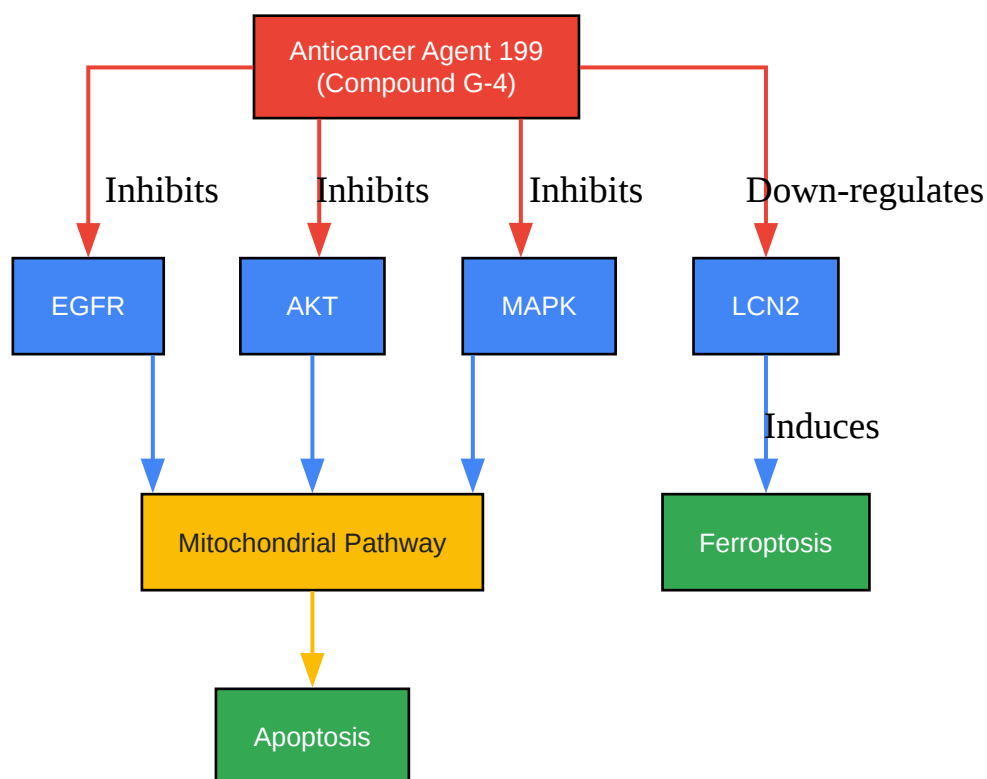 Anticancer Agent 199
(Compound G-4)
Inhibits
Inhibits
Inhibits
Down-regulates
EGFR
AKT
MAPK
LCN2
Induces
Mitochondrial Pathway
Ferroptosis
Apoptosis